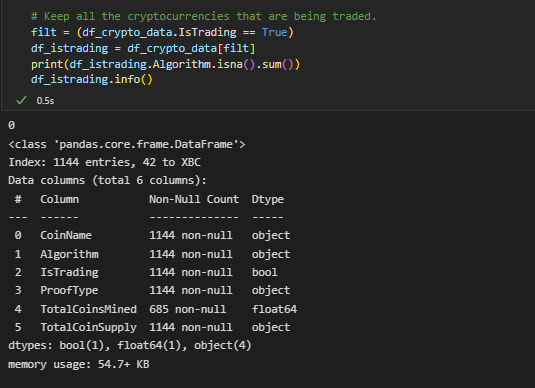 # Keep all the cryptocurrencies that are being traded.
filt = (df_crypto_data.IsTrading == True)
df_istrading = df_crypto_data[filt]
print(df_istrading.Algorithm.isna().sum())
df_istrading.info()
✓ 0.5s
0
<class 'pandas.core.frame.DataFrame'>
Index: 1144 entries, 42 to XBC
Data columns (total 6 columns):
 #   Column           Non-Null Count  Dtype
---  ------           --------------  -----
 0   CoinName         1144 non-null   object
 1   Algorithm        1144 non-null   object
 2   IsTrading        1144 non-null   bool
 3   ProofType        1144 non-null   object
 4   TotalCoinsMined  685 non-null    float64
 5   TotalCoinSupply  1144 non-null   object
dtypes: bool(1), float64(1), object(4)
memory usage: 54.7+ KB